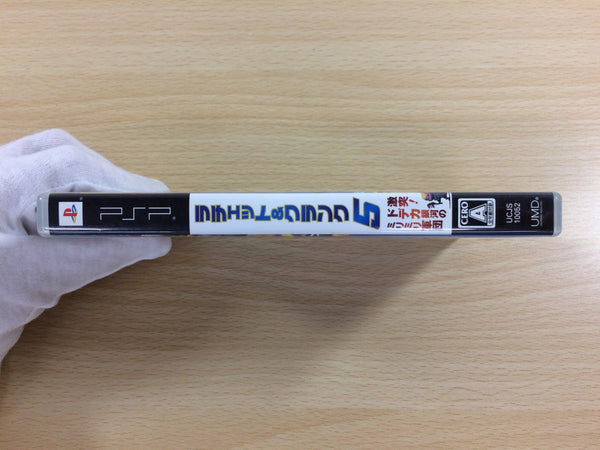 PSP
ラチェット&クランク5
激突!
ドデカ銀河の
ミリミリ軍団
CERO
A
UCJS
10052
UMD